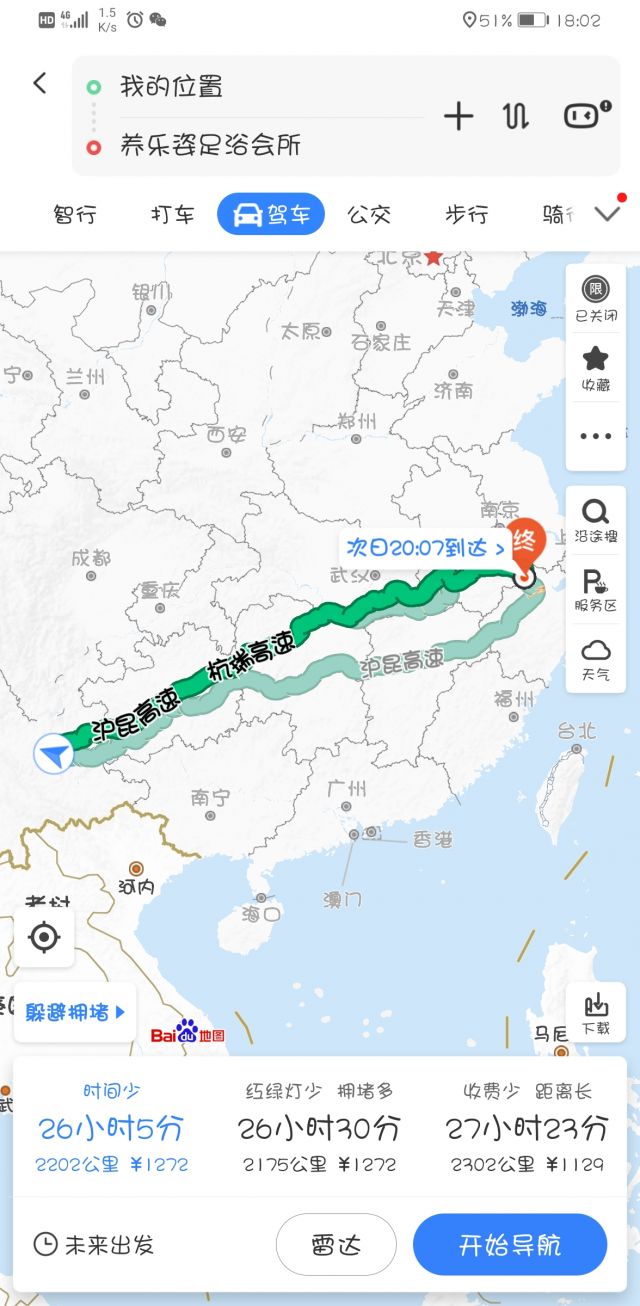 HD 4G 1.5 K/s 51% 18:02
我的位置
养乐姿足浴会所
智行 打车 驾车 公交 步行 骑行
北京
银川
天津
渤海
限
已关闭
太原
石家庄
宁
兰州
济南
收藏
郑州
西安
南京
沿途搜
终
次日20:07到达 >
成都
武汉
重庆
P
服务区
杭瑞高速
沪昆高速
沪昆高速
天气
福州
台北
南宁
广州
香港
河内
澳门
老挝
海口
躲避拥堵
Baidu地图
马尼
下载
时间少 红绿灯少 拥堵多 收费少 距离长
26小时5分 26小时30分 27小时23分
2202公里 ¥1272 2175公里 ¥1272 2302公里 ¥1129
未来出发 雷达 开始导航